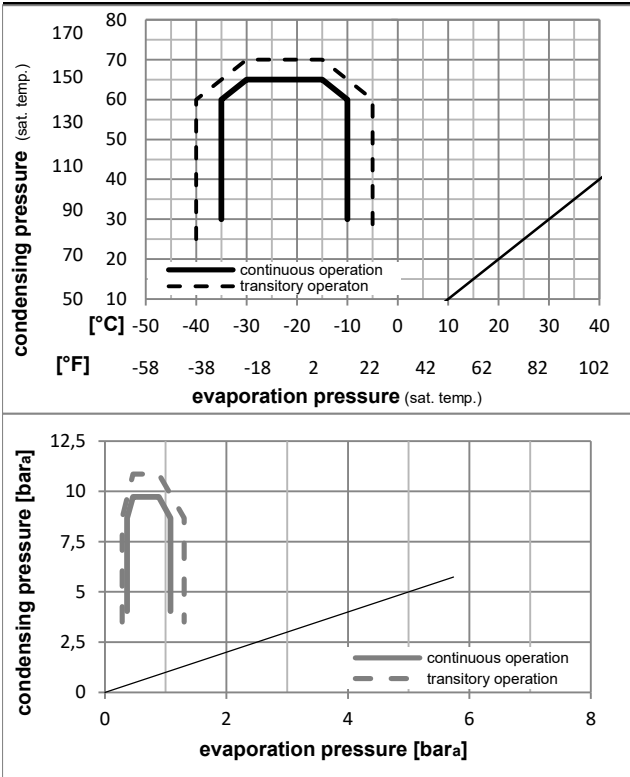 condensing pressure (sat. temp.)
170
150
130
110
90
70
50
80
70
60
50
40
30
20
10
continuous operation
transitory operaton
[°C] -50 -40 -30 -20 -10 0 10 20 30 40
[°F] -58 -38 -18 2 22 42 62 82 102
evaporation pressure (sat. temp.)
condensing pressure [bara]
12,5
10
7,5
5
2,5
0
continuous operation
transitory operation
0 2 4 6 8
evaporation pressure [bara]